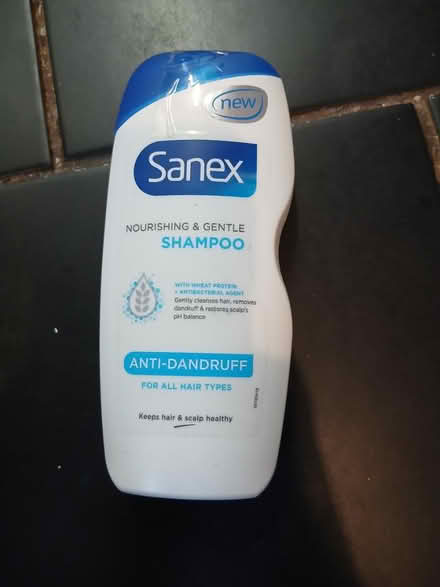 new
Sanex
NOURISHING & GENTLE
SHAMPOO
WITH WHEAT PROTEIN
+ ANTIBACTERIAL AGENT
Gently cleanses hair, removes
dandruff & restores scalp's
pH balance
ANTI-DANDRUFF
FOR ALL HAIR TYPES
Keeps hair & scalp healthy